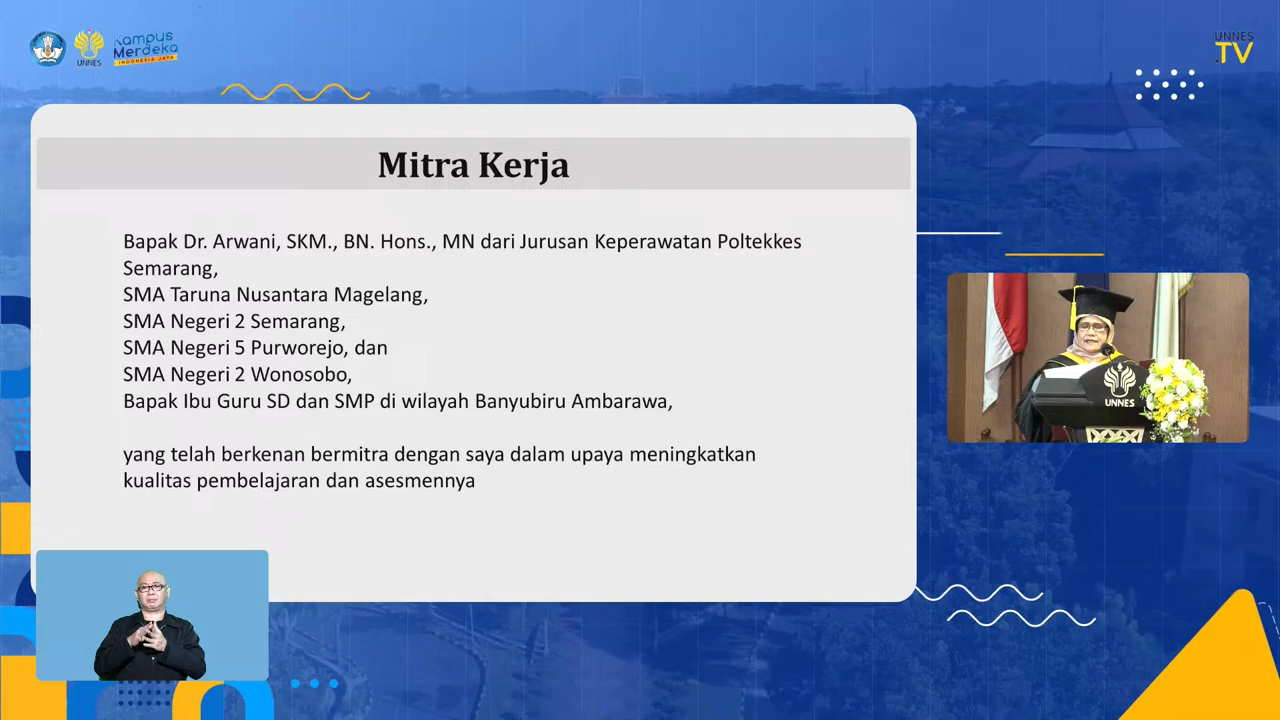 UNNES
Kampus
Merdeka
INDONESIA JAYA
UNNES
TV
Mitra Kerja
Bapak Dr. Arwani, SKM., BN. Hons., MN dari Jurusan Keperawatan Poltekkes
Semarang,
SMA Taruna Nusantara Magelang,
SMA Negeri 2 Semarang,
SMA Negeri 5 Purworejo, dan
SMA Negeri 2 Wonosobo,
Bapak Ibu Guru SD dan SMP di wilayah Banyubiru Ambarawa,
yang telah berkenan bermitra dengan saya dalam upaya meningkatkan
kualitas pembelajaran dan asesmennya
UNNES